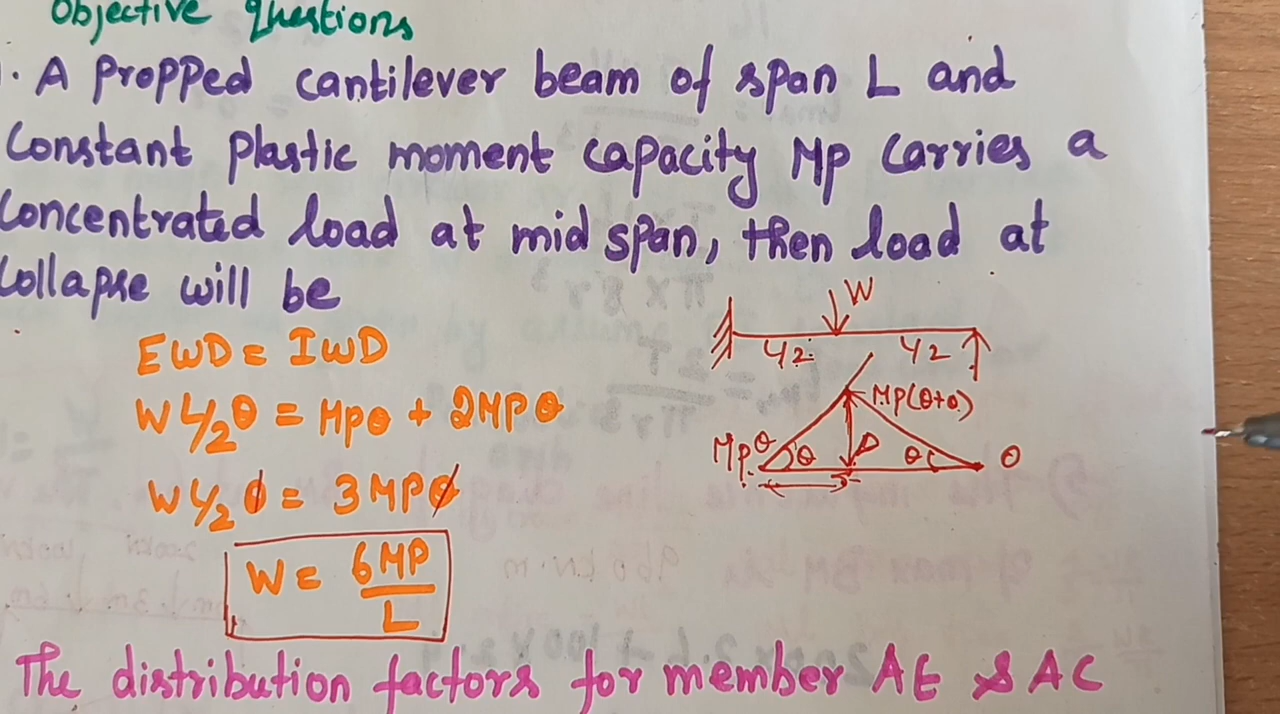 Objective questions
. A propped cantilever beam of span L and
Constant plastic moment capacity Mp carries a
Concentrated load at mid span, then load at
Collapse will be
W
EWD = IWD
L/2 L/2
W L/2 θ = Mpθ + 2MPθ
Mp(θ+θ)
Mpθ θ θ θ
W L/2 θ = 3MPθ
W = 6MP/L
The distribution factors for member AE & AC